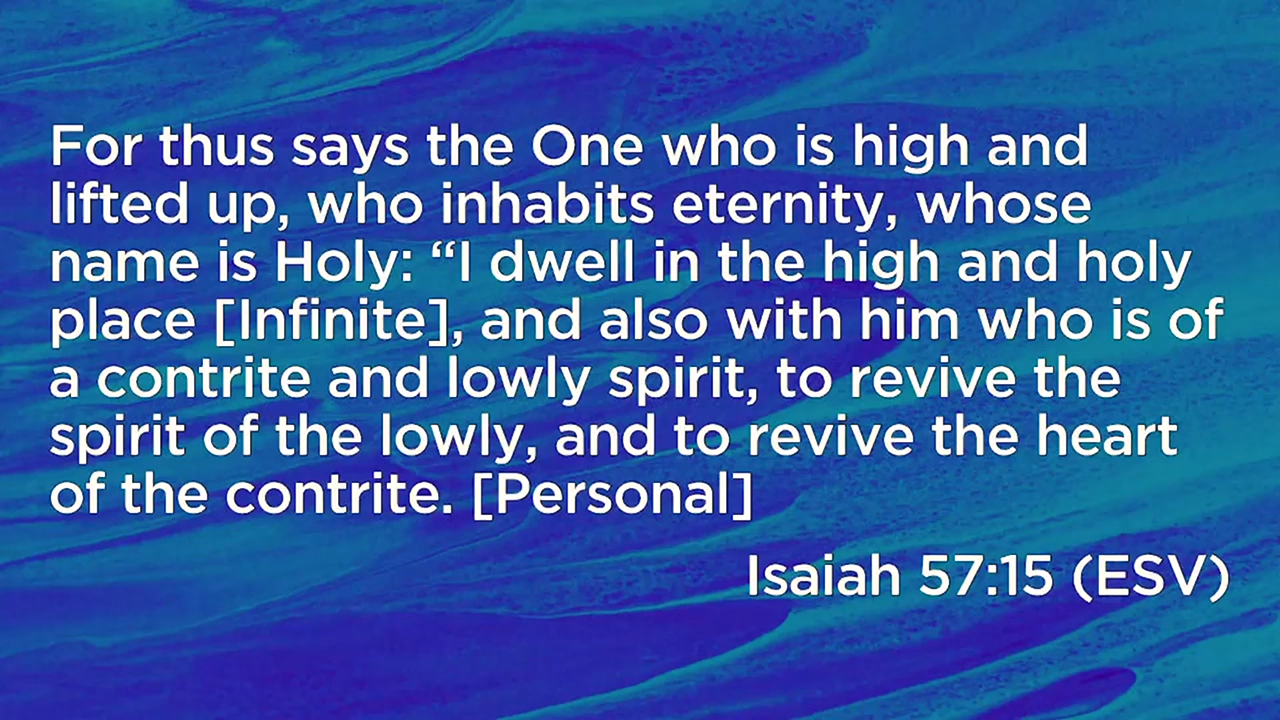 For thus says the One who is high and
lifted up, who inhabits eternity, whose
name is Holy: “I dwell in the high and holy
place [Infinite], and also with him who is of
a contrite and lowly spirit, to revive the
spirit of the lowly, and to revive the heart
of the contrite. [Personal]
Isaiah 57:15 (ESV)